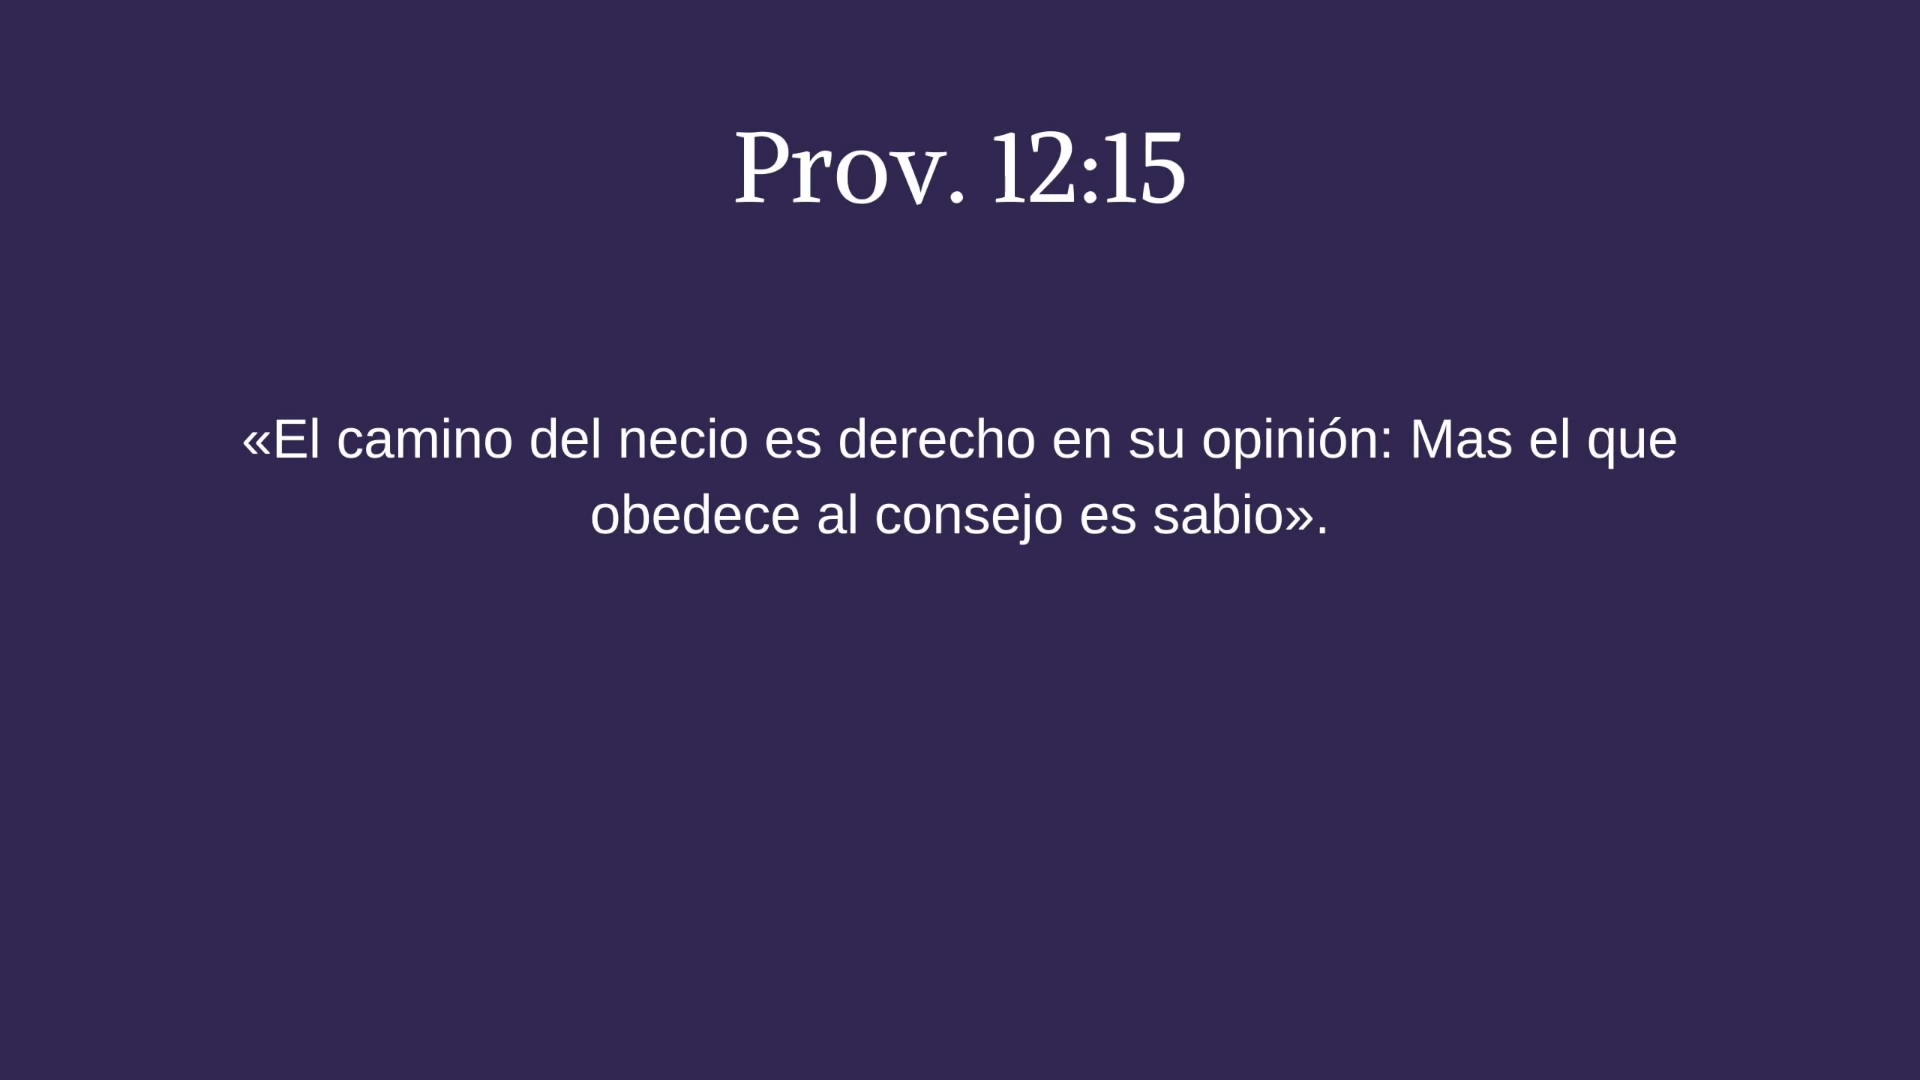 Prov. 12:15
«El camino del necio es derecho en su opinión: Mas el que
obedece al consejo es sabio».